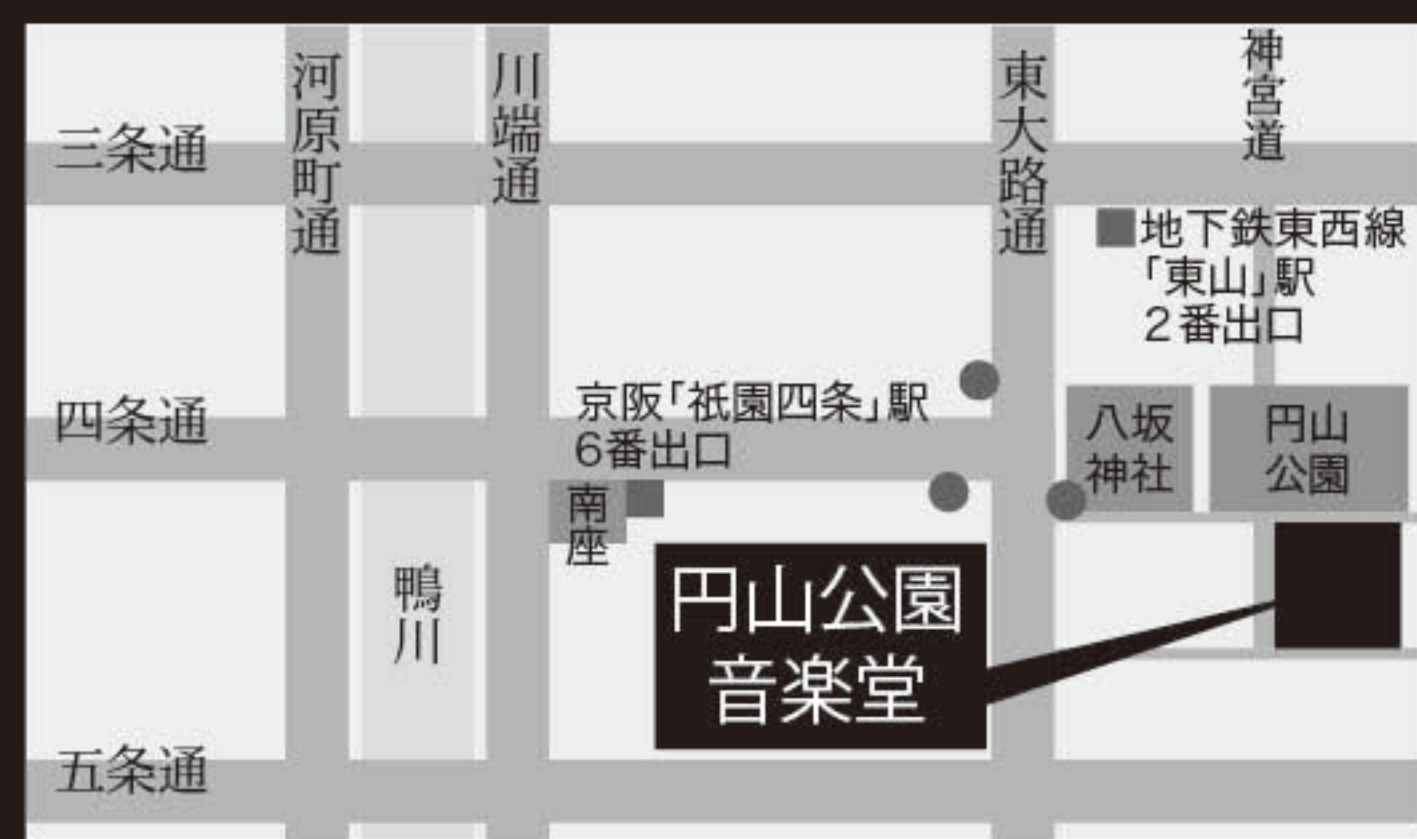 三条通
河原町通
川端通
東大路通
神宮道
地下鉄東西線
「東山」駅
2番出口
四条通
京阪「祇園四条」駅
6番出口
八坂
神社
円山
公園
南座
鴨川
円山公園
音楽堂
五条通